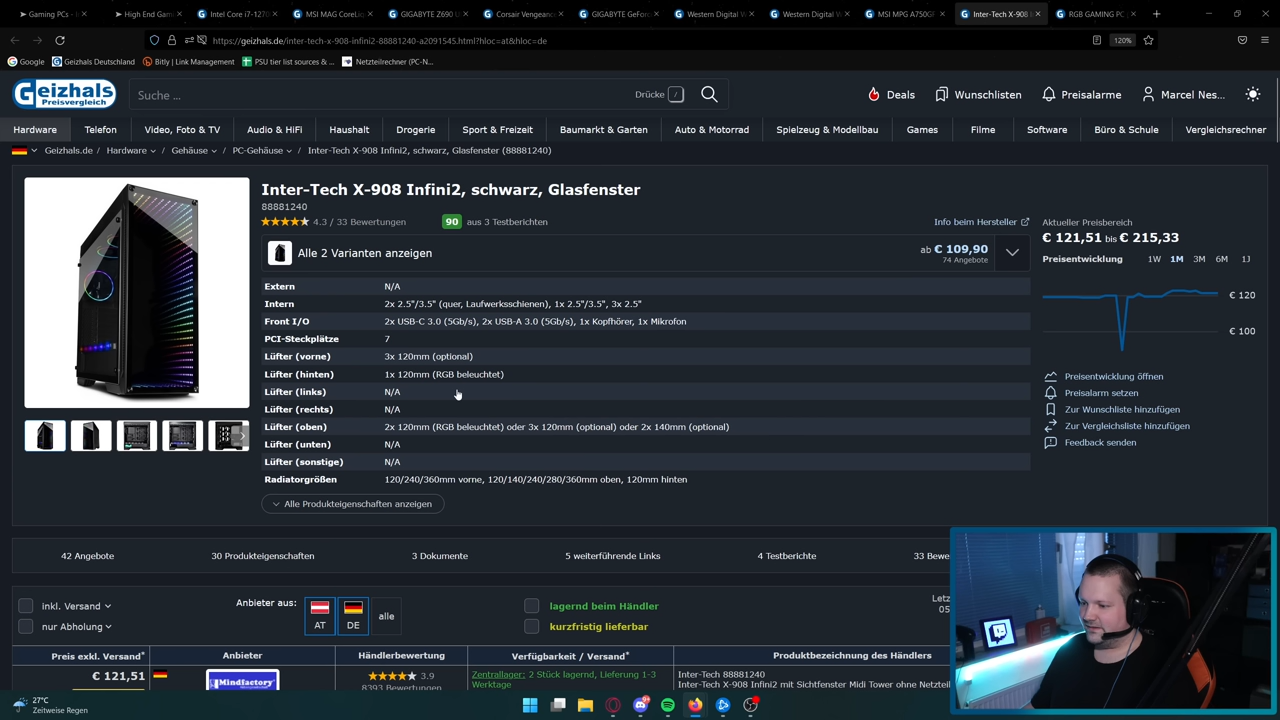 Gaming PCs - I
High End Gami
Intel Core i7-1270
MSI MAG CoreLiq
GIGABYTE Z690 U
Corsair Vengeance
GIGABYTE GeForc
Western Digital W
Western Digital W
MSI MPG A750GF
Inter-Tech X-908 I
RGB GAMING PC
https://geizhals.de/inter-tech-x-908-infini2-88881240-a2091545.html?hloc=at&hloc=de
120%
Google
Geizhals Deutschland
Bitly | Link Management
PSU tier list sources & ...
Netzteilrechner (PC-N...
Geizhals
Preisvergleich
Suche ...
Drücke /
Deals
Wunschlisten
Preisalarme
Marcel Nes...
Hardware
Telefon
Video, Foto & TV
Audio & HiFi
Haushalt
Drogerie
Sport & Freizeit
Baumarkt & Garten
Auto & Motorrad
Spielzeug & Modellbau
Games
Filme
Software
Büro & Schule
Vergleichsrechner
Geizhals.de / Hardware / Gehäuse / PC-Gehäuse / Inter-Tech X-908 Infini2, schwarz, Glasfenster (88881240)
Inter-Tech X-908 Infini2, schwarz, Glasfenster
88881240
4.3 / 33 Bewertungen
90 aus 3 Testberichten
Info beim Hersteller
Alle 2 Varianten anzeigen
ab € 109,90
74 Angebote
Extern N/A
Intern 2x 2.5"/3.5" (quer, Laufwerksschienen), 1x 2.5"/3.5", 3x 2.5"
Front I/O 2x USB-C 3.0 (5Gb/s), 2x USB-A 3.0 (5Gb/s), 1x Kopfhörer, 1x Mikrofon
PCI-Steckplätze 7
Lüfter (vorne) 3x 120mm (optional)
Lüfter (hinten) 1x 120mm (RGB beleuchtet)
Lüfter (links) N/A
Lüfter (rechts) N/A
Lüfter (oben) 2x 120mm (RGB beleuchtet) oder 3x 120mm (optional) oder 2x 140mm (optional)
Lüfter (unten) N/A
Lüfter (sonstige) N/A
Radiatorgrößen 120/240/360mm vorne, 120/140/240/280/360mm oben, 120mm hinten
Alle Produkteigenschaften anzeigen
Aktueller Preisbereich
€ 121,51 bis € 215,33
Preisentwicklung 1W 1M 3M 6M 1J
€ 120
€ 100
Preisentwicklung öffnen
Preisalarm setzen
Zur Wunschliste hinzufügen
Zur Vergleichsliste hinzufügen
Feedback senden
42 Angebote
30 Produkteigenschaften
3 Dokumente
5 weiterführende Links
4 Testberichte
33 Bewe
inkl. Versand
nur Abholung
Anbieter aus:
AT
DE
alle
lagernd beim Händler
kurzfristig lieferbar
Letz
05
Preis exkl. Versand*
Anbieter
Händlerbewertung
Verfügbarkeit / Versand*
Produktbezeichnung des Händlers
€ 121,51
Mindfactory
3.9
8393 Bewertungen
Zentrallager: 2 Stück lagernd, Lieferung 1-3
Werktage
Inter-Tech 88881240
Inter-Tech X-908 Infini2 mit Sichtfenster Midi Tower ohne Netzteil
27°C
Zeitweise Regen